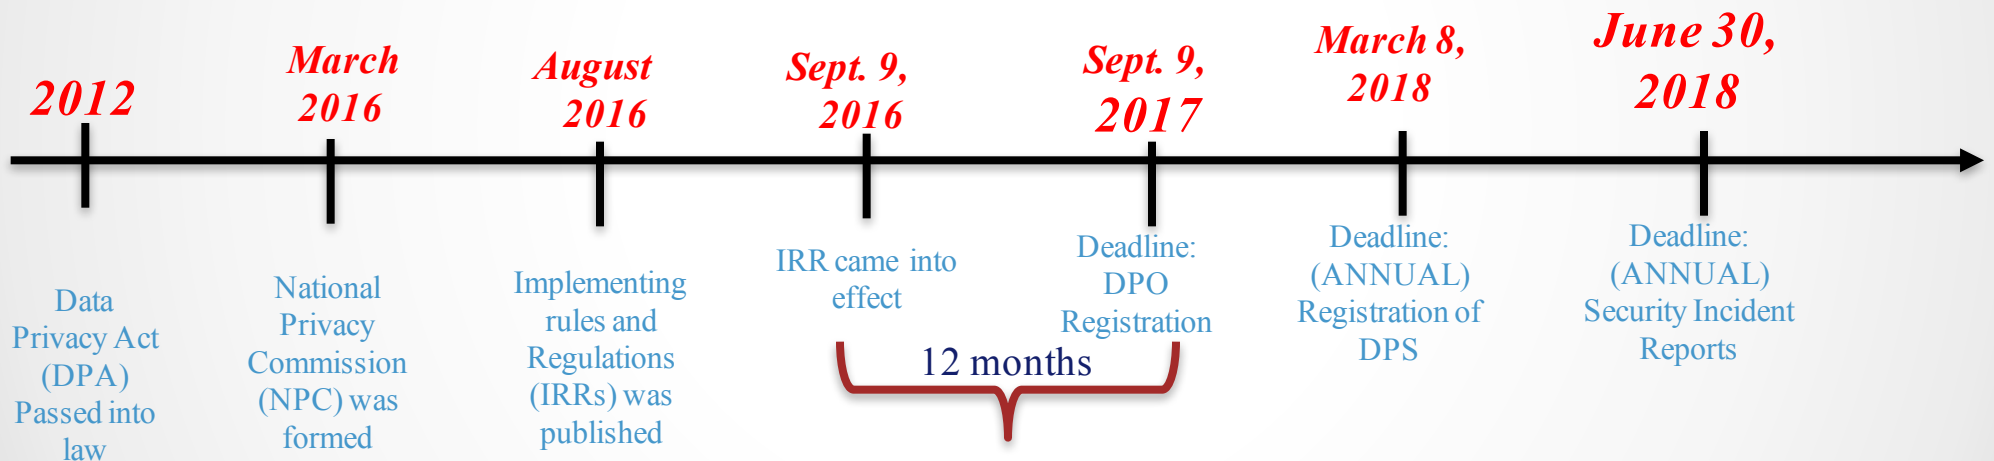 2012
March
2016
August
2016
Sept. 9,
2016
Sept. 9,
2017
March 8,
2018
June 30,
2018
Data
Privacy Act
(DPA)
Passed into
law
National
Privacy
Commission
(NPC) was
formed
Implementing
rules and
Regulations
(IRRs) was
published
IRR came into
effect
Deadline:
DPO
Registration
12 months
Deadline:
(ANNUAL)
Registration of
DPS
Deadline:
(ANNUAL)
Security Incident
Reports